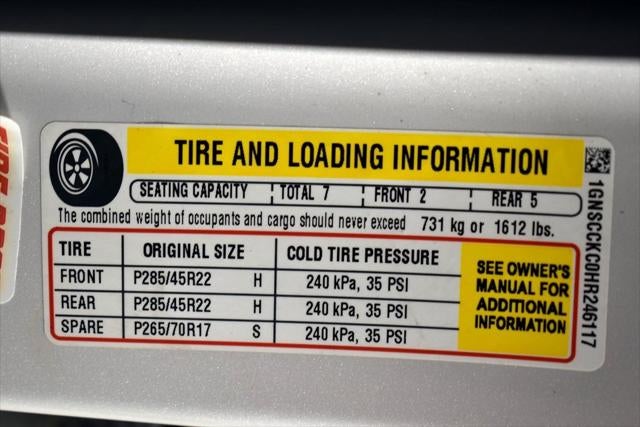 TIRE AND LOADING INFORMATION
SEATING CAPACITY TOTAL 7 FRONT 2 REAR 5
The combined weight of occupants and cargo should never exceed 731 kg or 1612 lbs.
TIRE ORIGINAL SIZE COLD TIRE PRESSURE
FRONT P285/45R22 H 240 kPa, 35 PSI
REAR P285/45R22 H 240 kPa, 35 PSI
SPARE P265/70R17 S 240 kPa, 35 PSI
SEE OWNER'S
MANUAL FOR
ADDITIONAL
INFORMATION
1GNSCCKC0HR246117